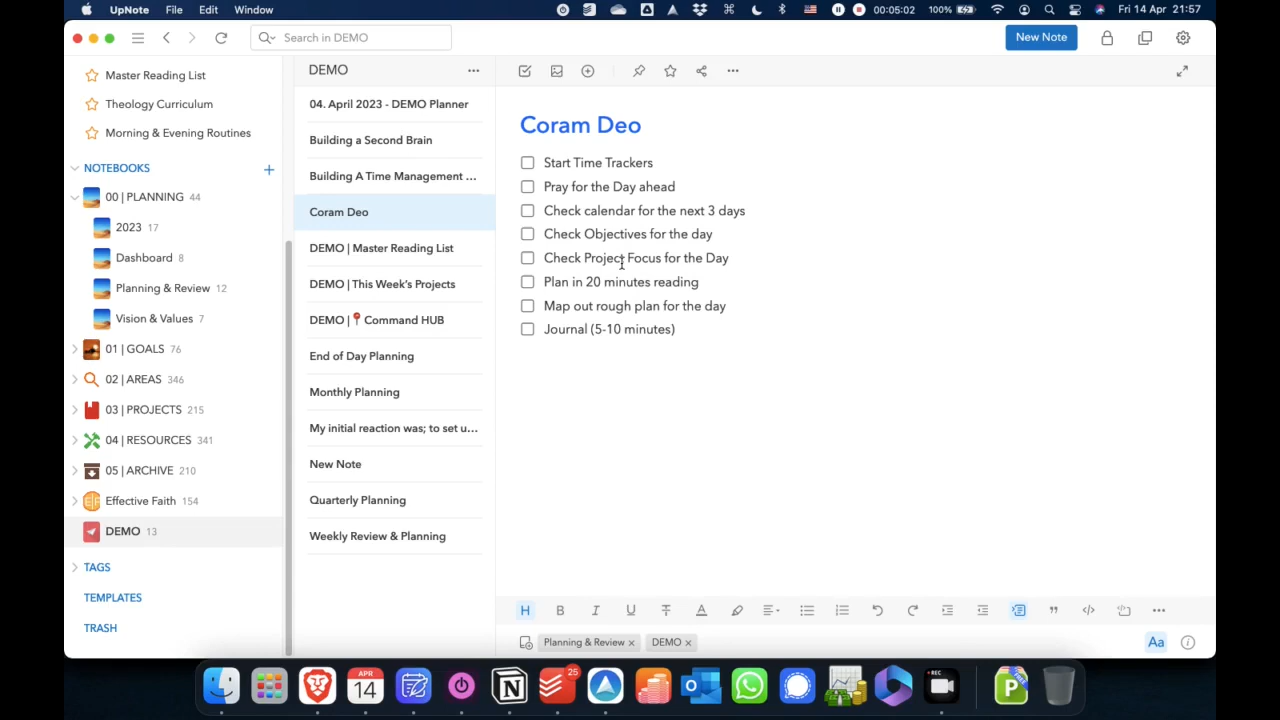 UpNote File Edit Window 00:05:02 100% Fri 14 Apr 21:57
Search in DEMO New Note
Master Reading List
Theology Curriculum
Morning & Evening Routines
NOTEBOOKS
00 | PLANNING 44
2023 17
Dashboard 8
Planning & Review 12
Vision & Values 7
01 | GOALS 76
02 | AREAS 346
03 | PROJECTS 215
04 | RESOURCES 341
05 | ARCHIVE 210
Effective Faith 154
DEMO 13
TAGS
TEMPLATES
TRASH
DEMO
04. April 2023 - DEMO Planner
Building a Second Brain
Building A Time Management ...
Coram Deo
DEMO | Master Reading List
DEMO | This Week's Projects
DEMO | 📍 Command HUB
End of Day Planning
Monthly Planning
My initial reaction was; to set u...
New Note
Quarterly Planning
Weekly Review & Planning
Coram Deo
Start Time Trackers
Pray for the Day ahead
Check calendar for the next 3 days
Check Objectives for the day
Check Project Focus for the Day
Plan in 20 minutes reading
Map out rough plan for the day
Journal (5-10 minutes)
H B I U T A
Planning & Review × DEMO × Aa
APR
14
25
REC